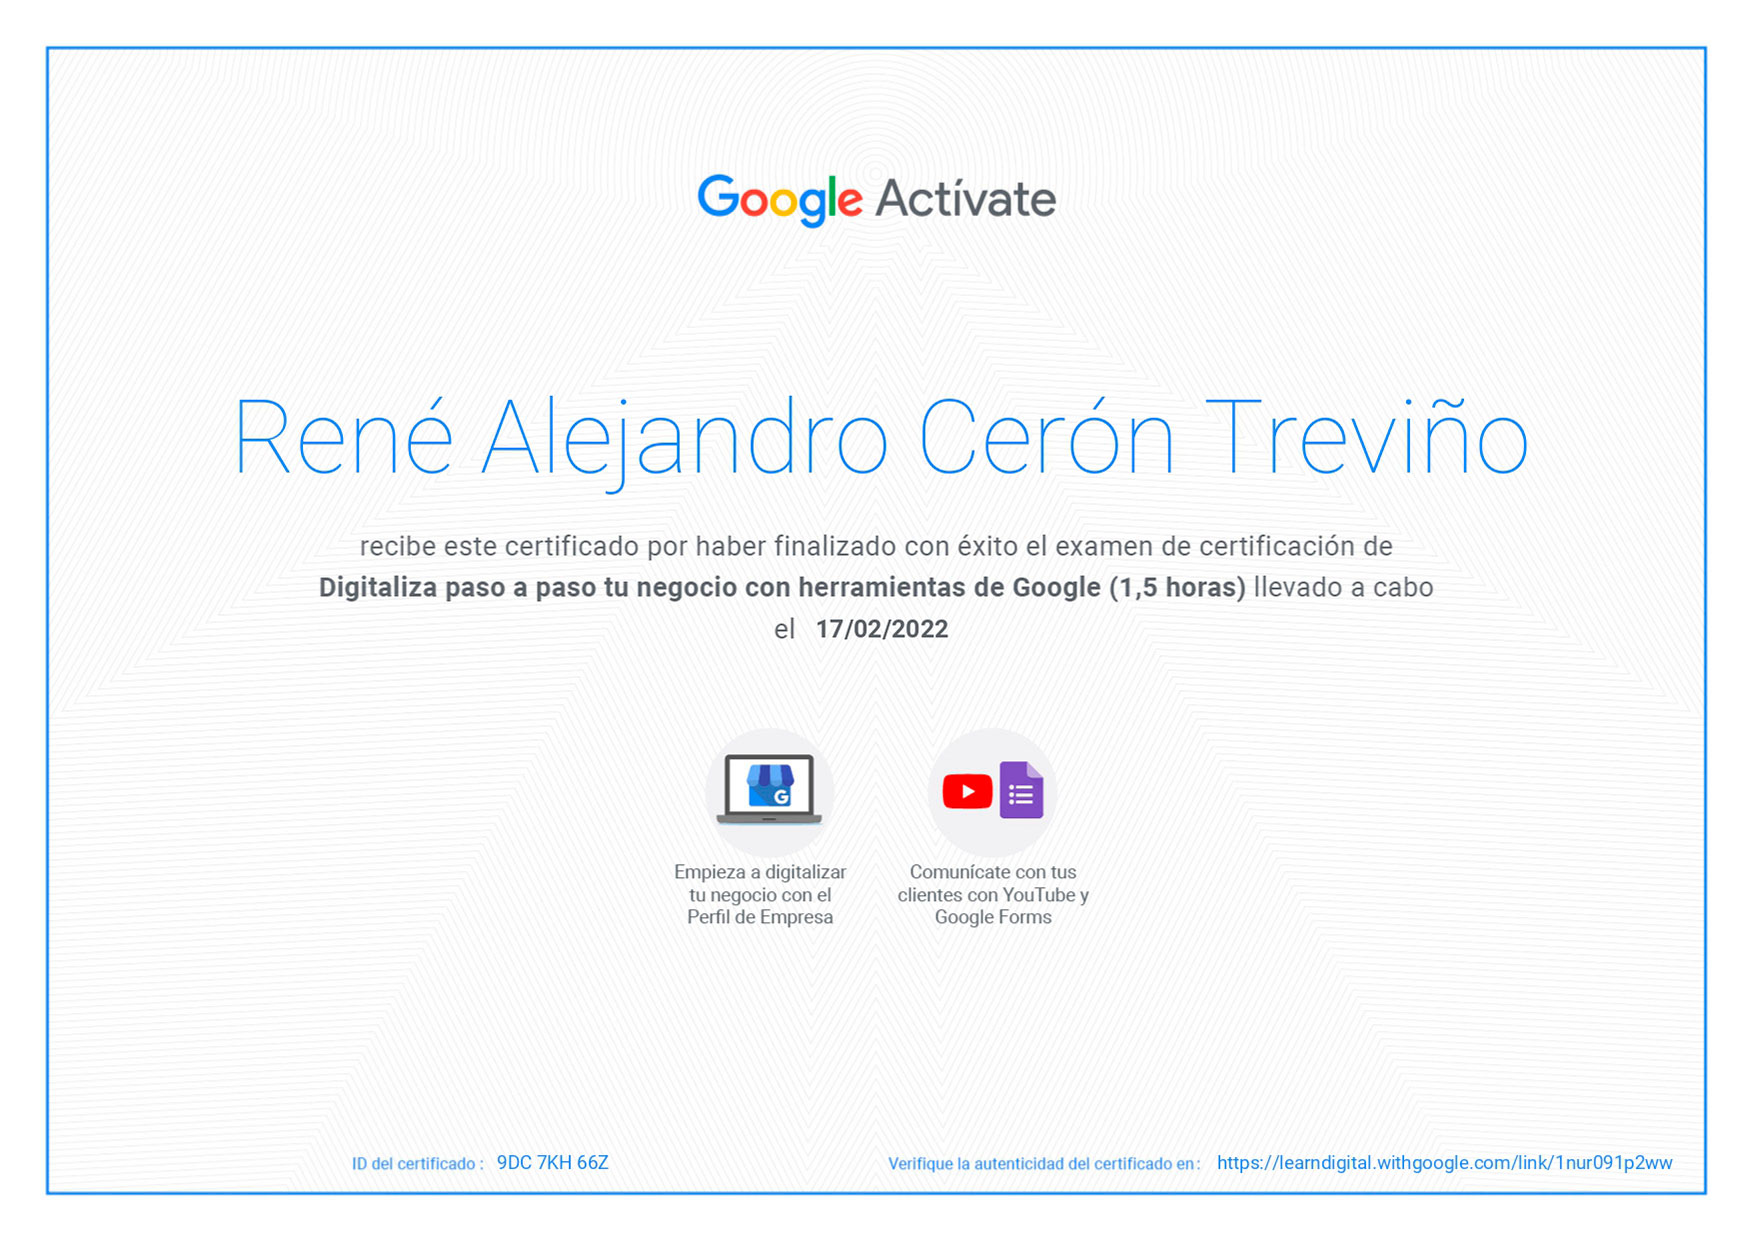 Google Actívate
René Alejandro Cerón Treviño
recibe este certificado por haber finalizado con éxito el examen de certificación de
Digitaliza paso a paso tu negocio con herramientas de Google (1,5 horas) llevado a cabo
el 17/02/2022
G
Empieza a digitalizar
tu negocio con el
Perfil de Empresa
Comunícate con tus
clientes con YouTube y
Google Forms
ID del certificado : 9DC 7KH 66Z
Verifique la autenticidad del certificado en : https://learndigital.withgoogle.com/link/1nur091p2ww